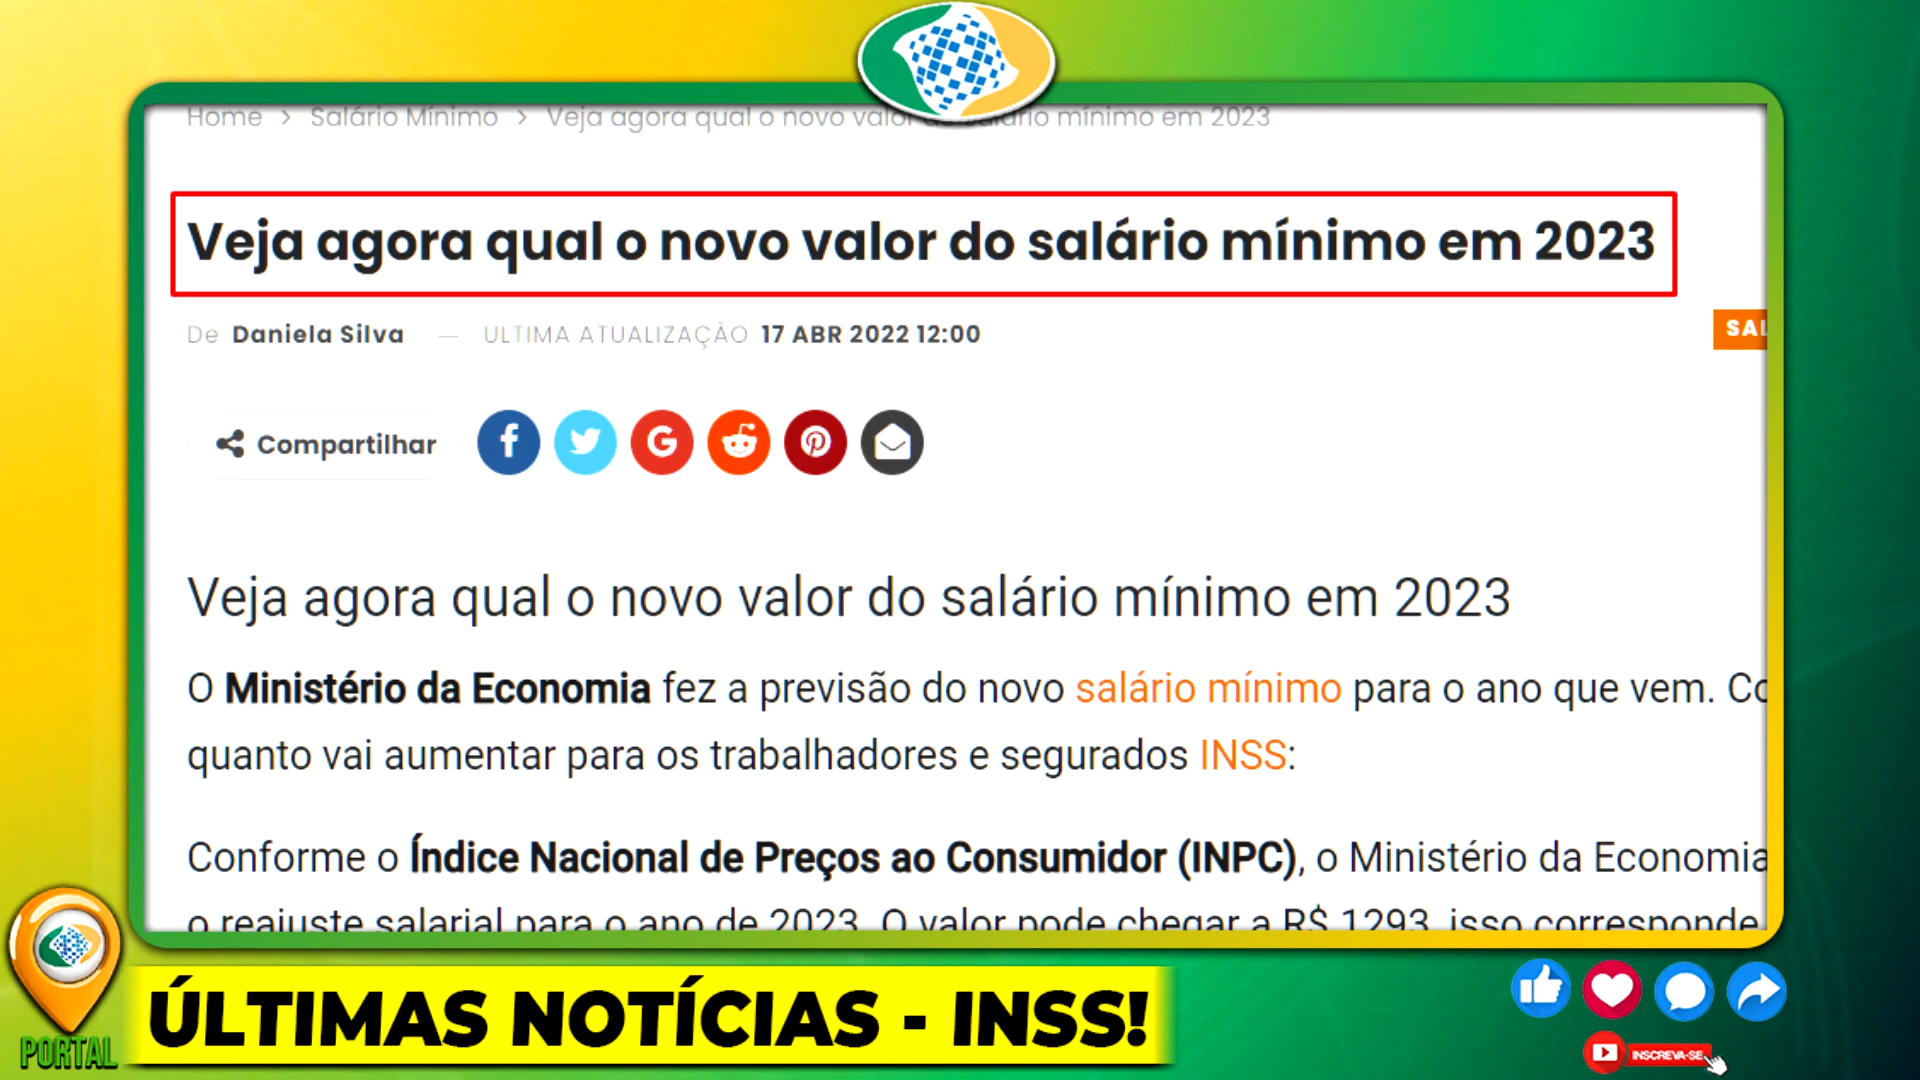 Home > Salário Mínimo > Veja agora qual o novo valor do salário mínimo em 2023
Veja agora qual o novo valor do salário mínimo em 2023
De Daniela Silva — ULTIMA ATUALIZAÇÃO 17 ABR 2022 12:00
SAL
Compartilhar
Veja agora qual o novo valor do salário mínimo em 2023
O Ministério da Economia fez a previsão do novo salário mínimo para o ano que vem. Co
quanto vai aumentar para os trabalhadores e segurados INSS:
Conforme o Índice Nacional de Preços ao Consumidor (INPC), o Ministério da Economia
o reajuste salarial para o ano de 2023. O valor pode chegar a R$ 1293, isso corresponde
ÚLTIMAS NOTÍCIAS - INSS!
PORTAL
INSCREVA-SE